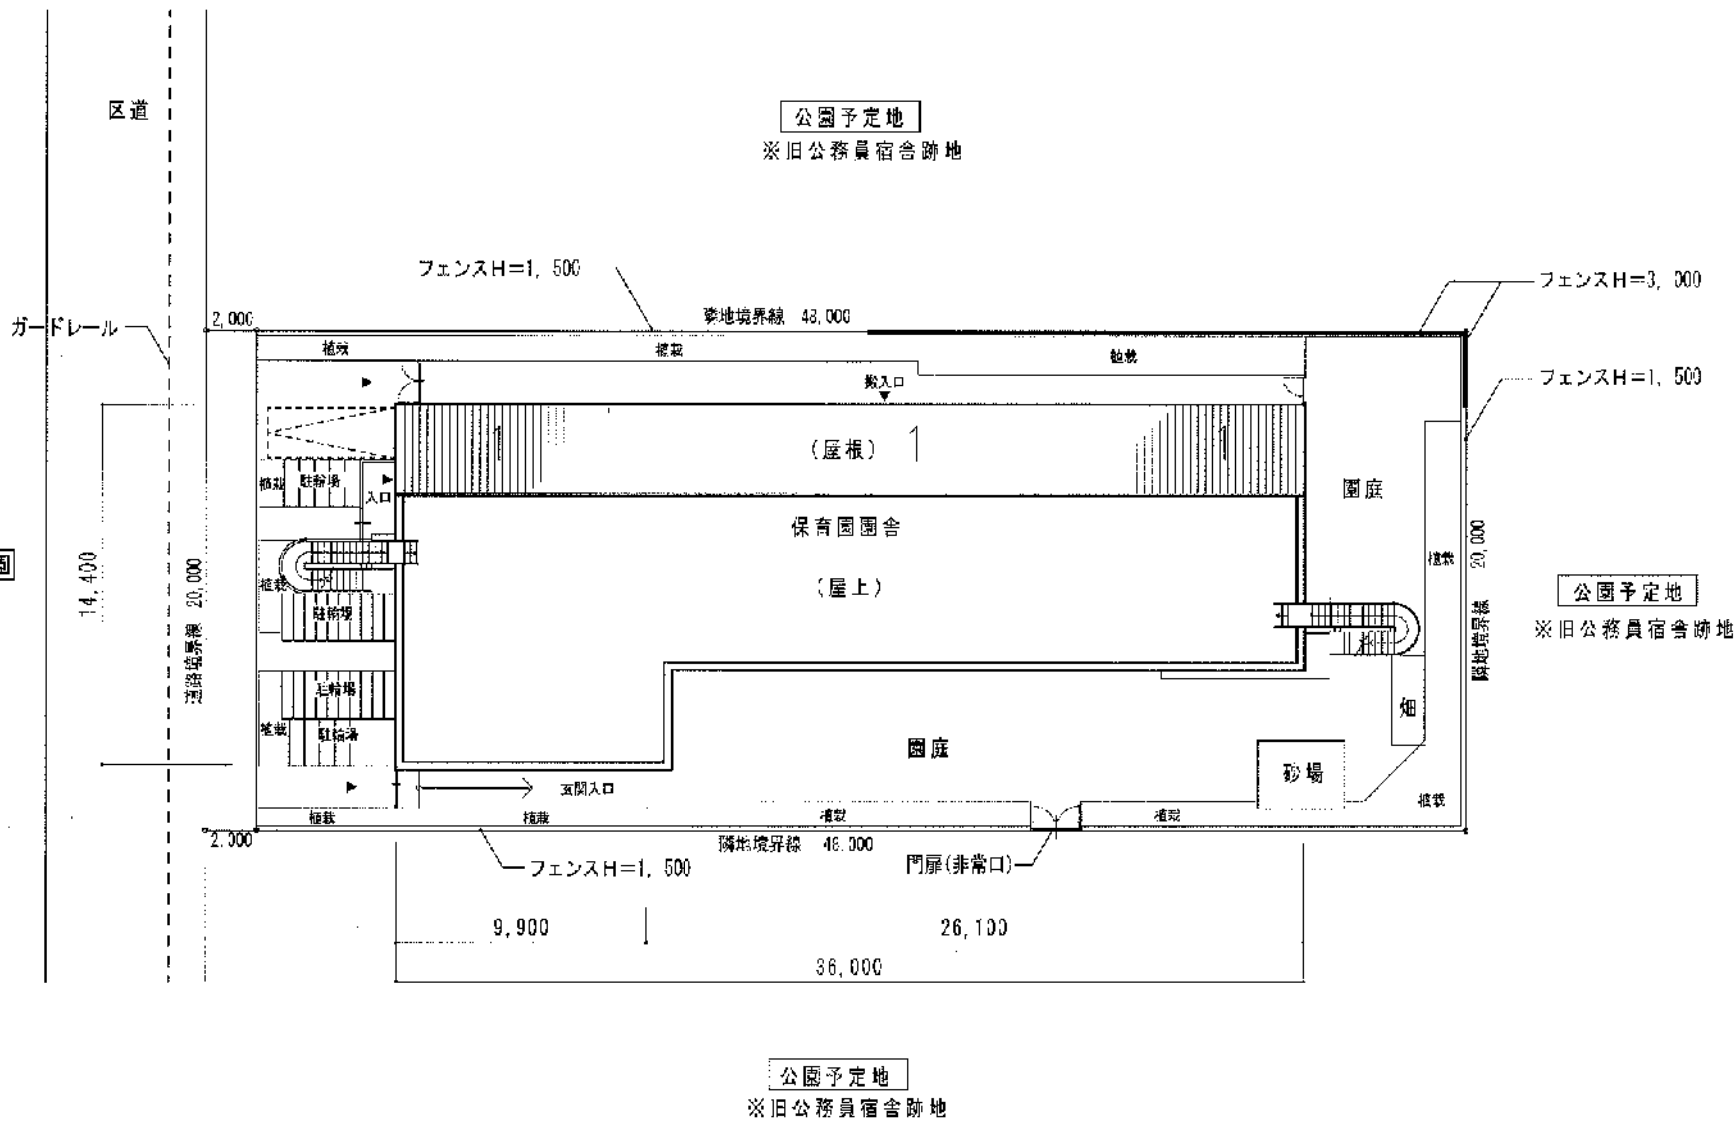 区道
公園予定地
※旧公務員宿舎跡地
フェンスH=1,500
フェンスH=3,000
ガードレール
2,000
隣地境界線 48,000
植栽
植栽
植栽
フェンスH=1,500
搬入口
(屋根)
1
1
1
植栽
駐輪場
入口
園庭
保育園園舎
(屋上)
14,400
道路境界線 20,000
植栽
駐輪場
植栽
隣地境界線 20,000
公園予定地
※旧公務員宿舎跡地
駐輪場
植栽
駐輪場
畑
園庭
砂場
玄関入口
植栽
植栽
植栽
植栽
植栽
2,000
隣地境界線 48,000
フェンスH=1,500
門扉(非常口)
9,900
26,100
36,000
公園予定地
※旧公務員宿舎跡地